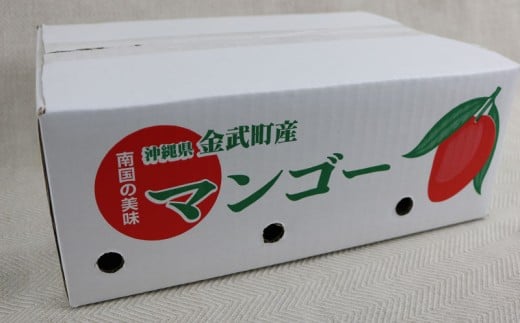 南国の美味
沖縄県 金武町産
マンゴー